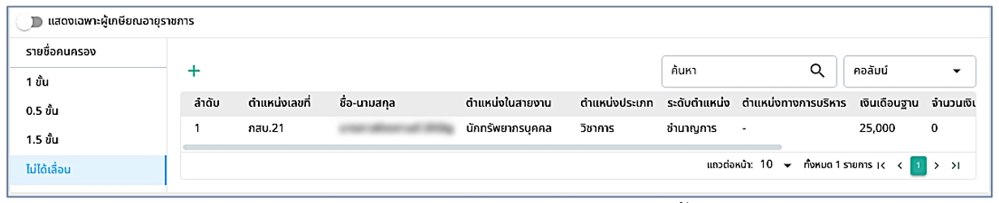 แสดงเฉพาะผู้เกษียณอายุราชการ
รายชื่อคนครอง
1 ขั้น
0.5 ขั้น
1.5 ขั้น
ไม่ได้เลื่อน
+ ค้นหา คอลัมน์
ลำดับ ตำแหน่งเลขที่ ชื่อ-นามสกุล ตำแหน่งในสายงาน ตำแหน่งประเภท ระดับตำแหน่ง ตำแหน่งทางการบริหาร เงินเดือนฐาน จำนวนเงิน
1 กสบ.21 นักทรัพยากรบุคคล วิชาการ ชำนาญการ - 25,000 0
แถวต่อหน้า: 10 ทั้งหมด 1 รายการ |< < 1 > >|